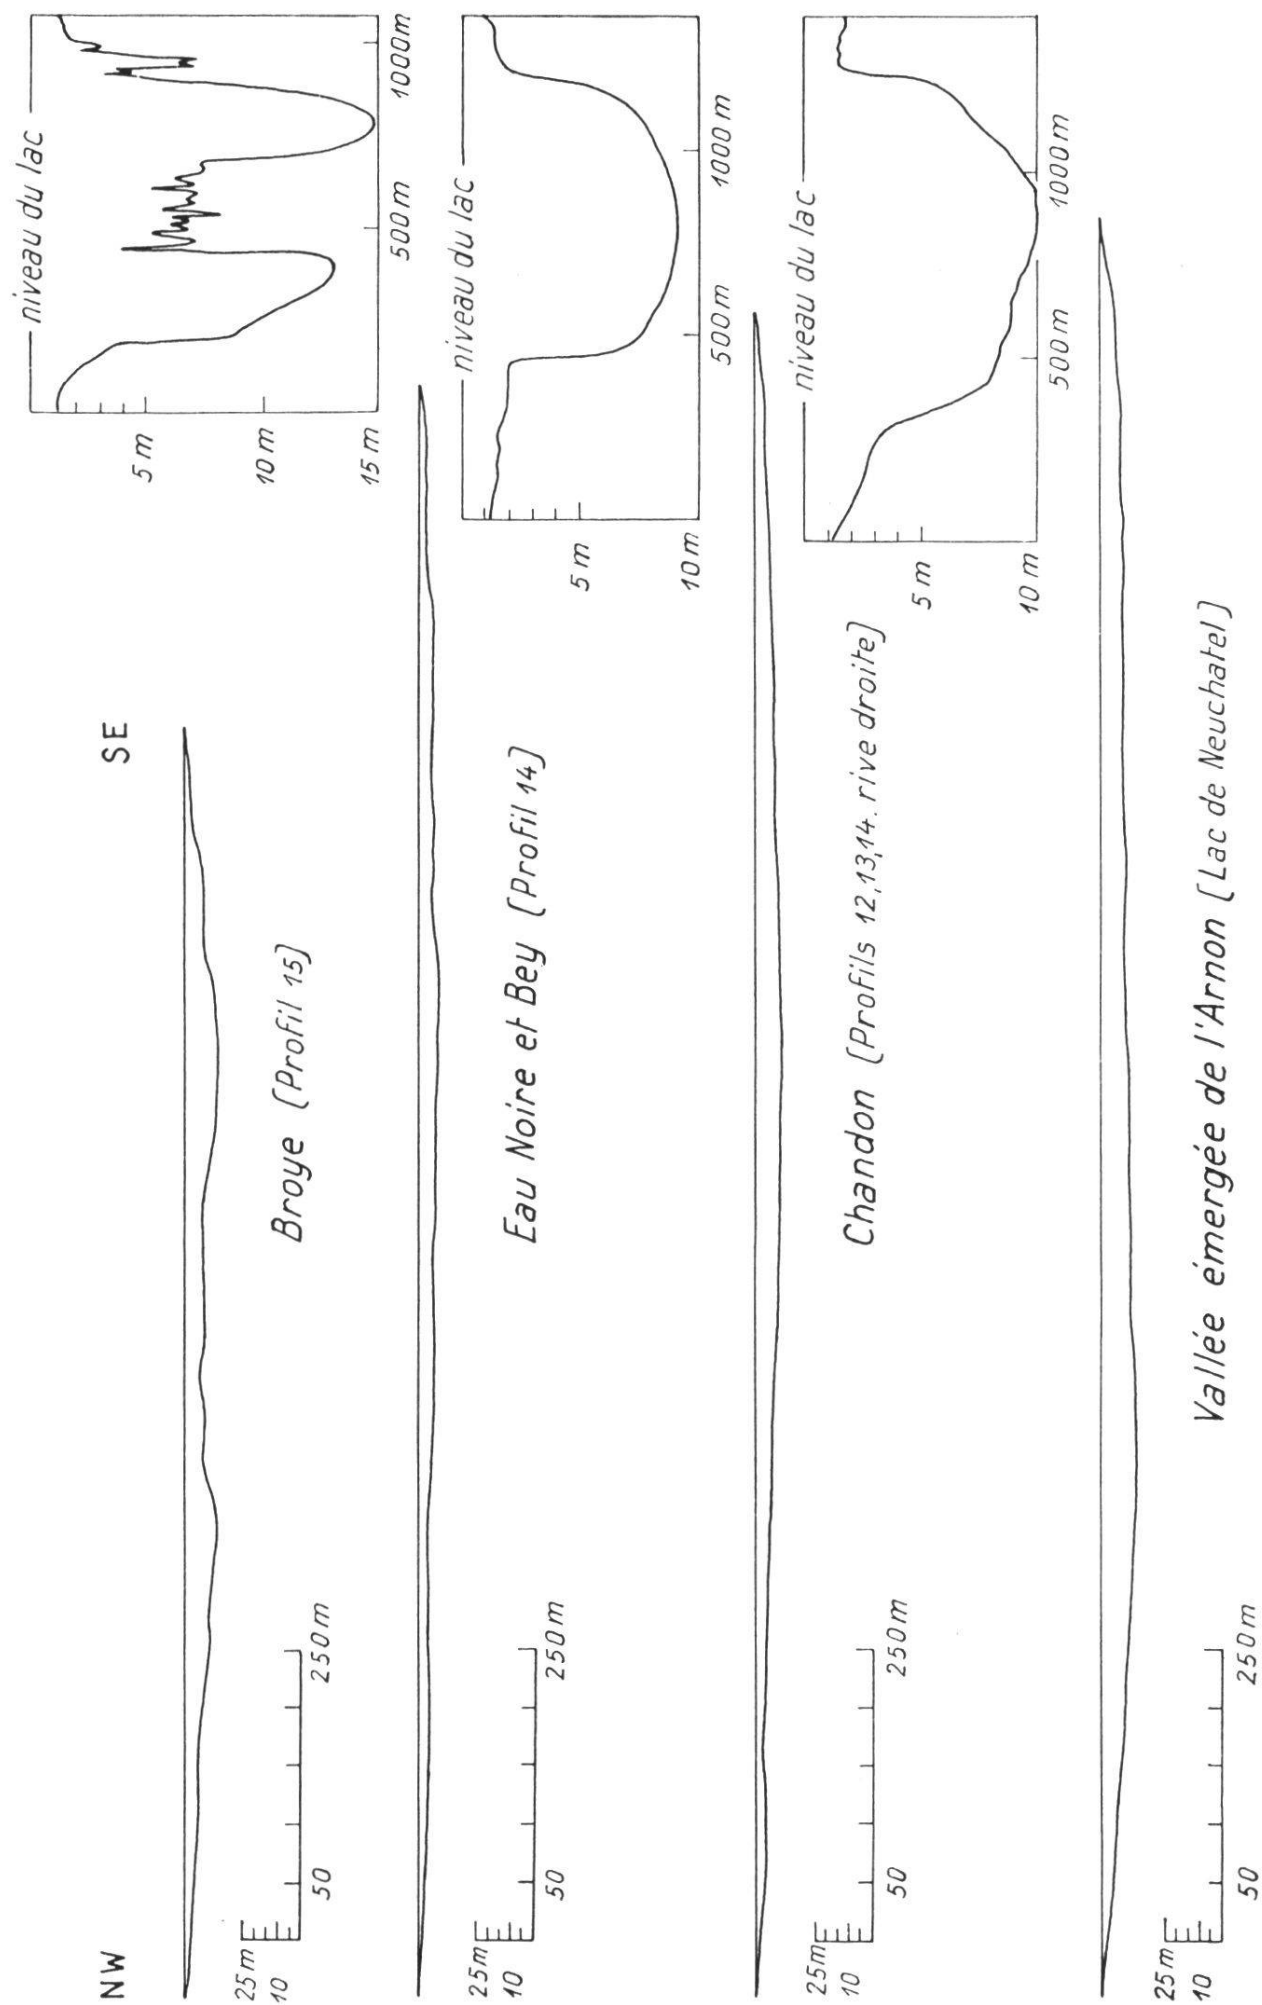 NW
SE
niveau du lac
5 m
10 m
15 m
500 m
1000 m
25 m
10
50
250 m
Broye [Profil 15]
niveau du lac
5 m
10 m
500 m
1000 m
25 m
10
50
250 m
Eau Noire et Bey [Profil 14]
niveau du lac
5 m
10 m
500 m
1000 m
25 m
10
50
250 m
Chandon [Profils 12,13,14. rive droite]
25 m
10
50
250 m
Vallée émergée de l'Arnon [Lac de Neuchatel]